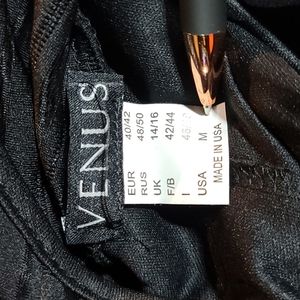 VENUS
EUR 40/42
RUS 48/50
UK 14/16
F/B 42/44
I
USA M
MADE IN USA